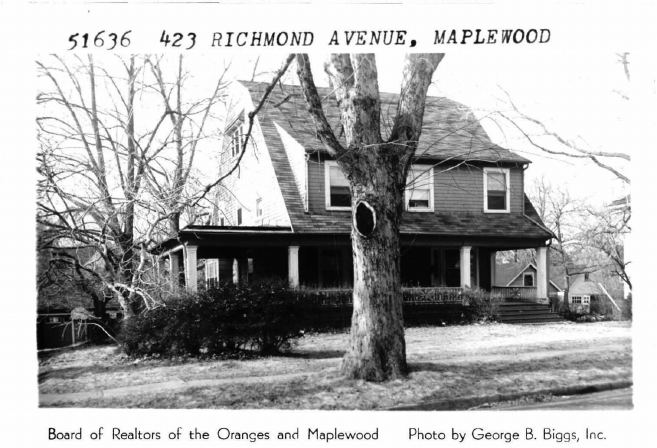 51636 423 RICHMOND AVENUE, MAPLEWOOD
Board of Realtors of the Oranges and Maplewood Photo by George B. Biggs, Inc.